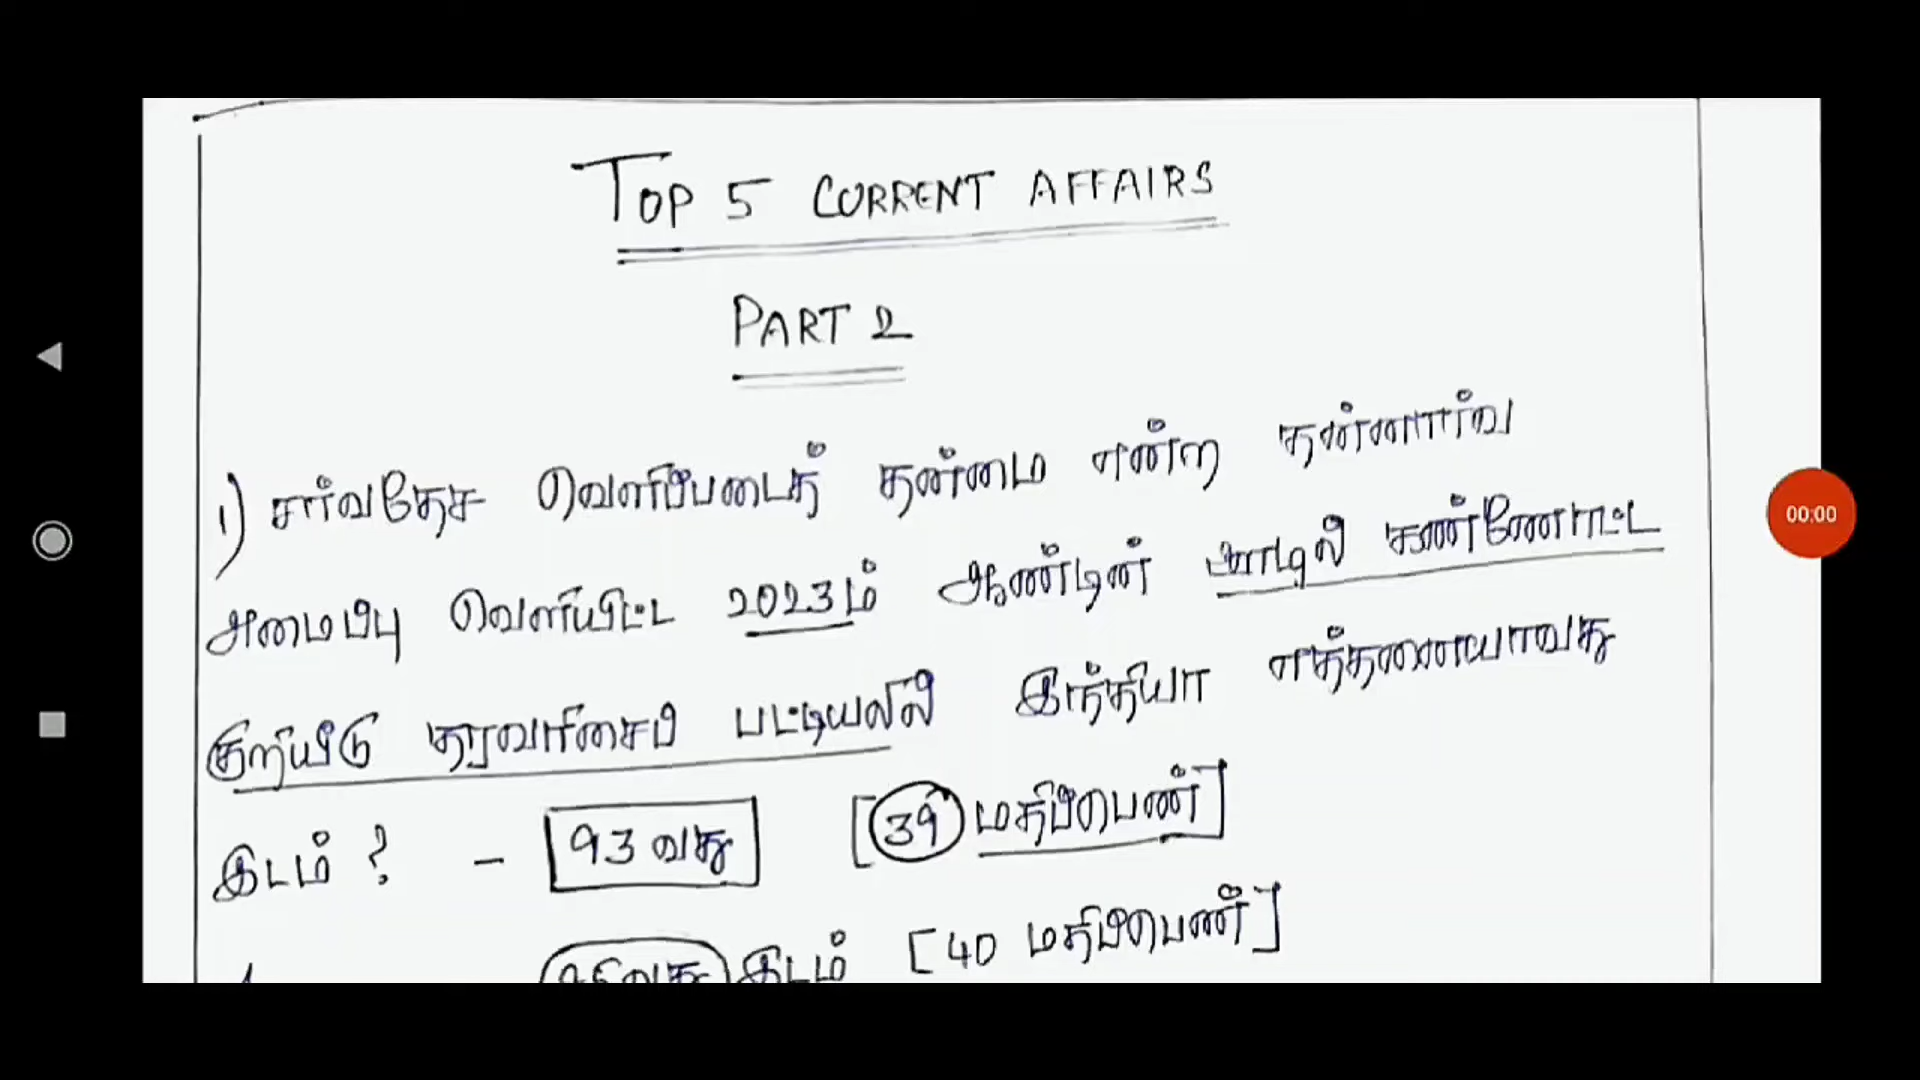 TOP 5 CURRENT AFFAIRS
PART 2
1) சர்வதேச வெளிப்படைத் தன்மை என்ற தன்னார்வ
அமைப்பு வெளியிட்ட 2023ம் ஆண்டின் ஊழல் கண்ணோட்ட
குறியீடு தரவரிசைப் பட்டியலில் இந்தியா எத்தனையாவது
இடம் ? - 93 வது [39 மதிப்பெண்]
இடம் [40 மதிப்பெண்]
00:00